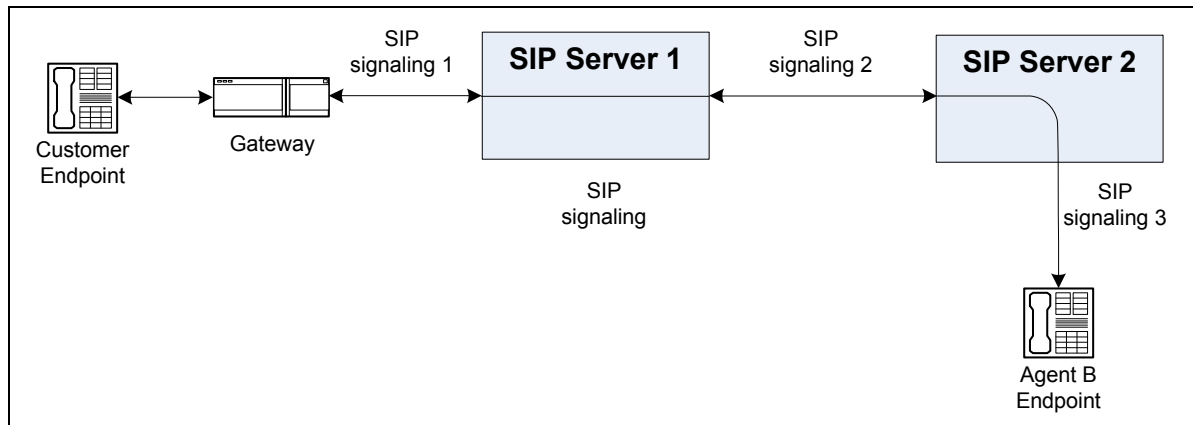 SIP
signaling 1
SIP Server 1
SIP
signaling 2
SIP Server 2
Customer
Endpoint
Gateway
SIP
signaling
SIP
signaling 3
Agent B
Endpoint